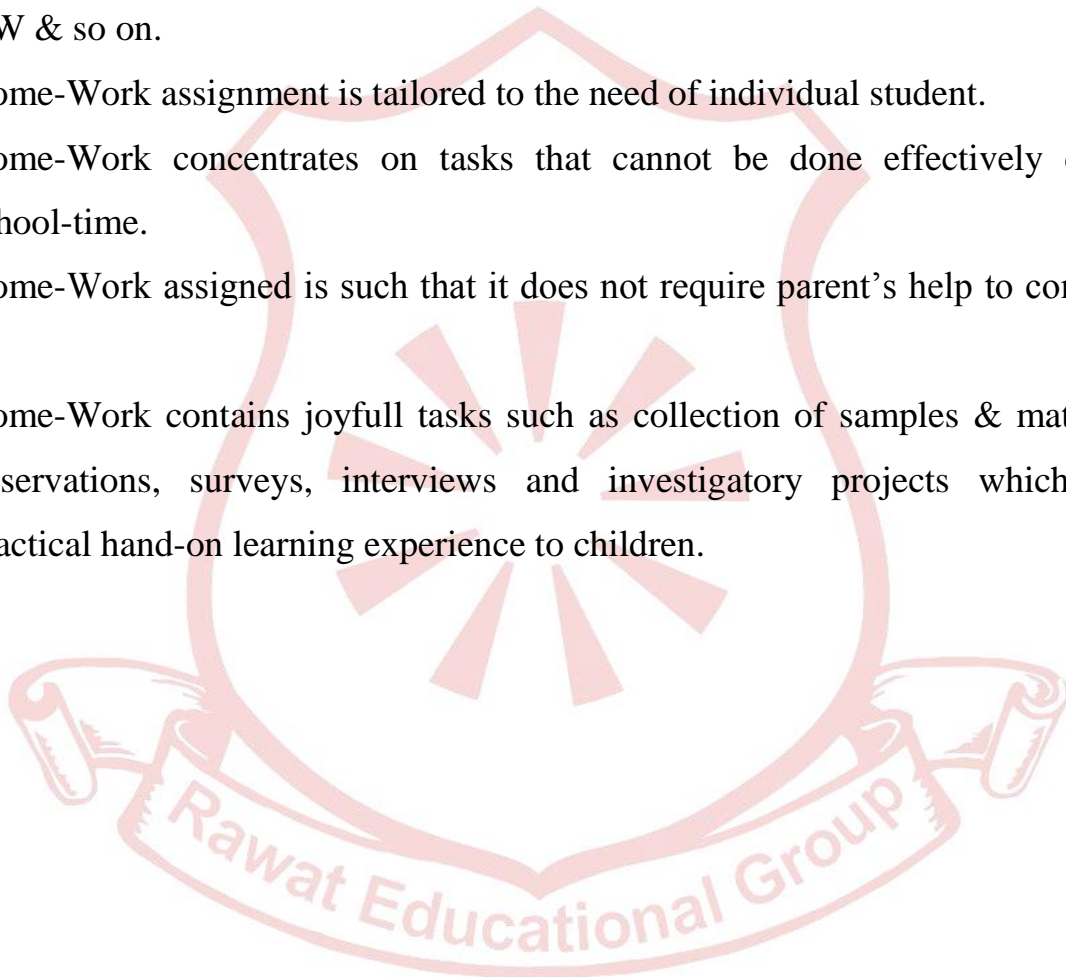 W & so on.
ome-Work assignment is tailored to the need of individual student.
ome-Work concentrates on tasks that cannot be done effectively
hool-time.
ome-Work assigned is such that it does not require parent's help to
ome-Work contains joyfull tasks such as collection of samples &
servations, surveys, interviews and investigatory projects which
actical hand-on learning experience to children.
Rawat Educational Group